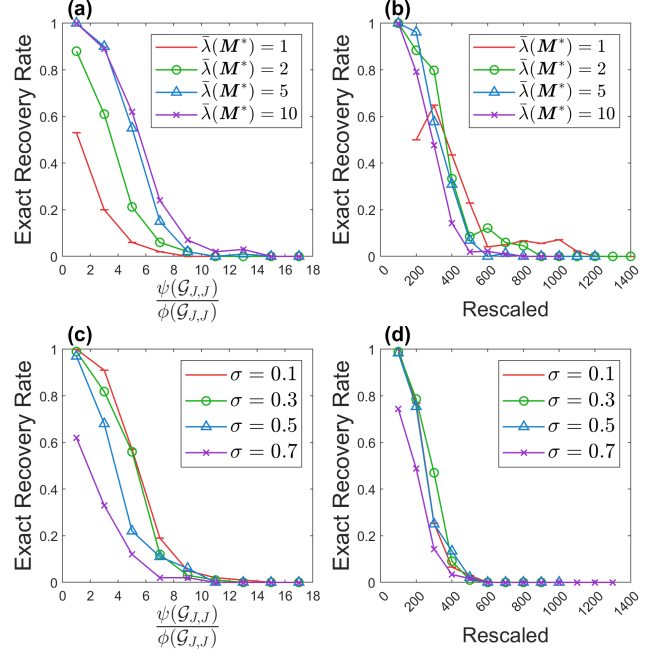 (a)
Exact Recovery Rate
1
0.8
0.6
0.4
0.2
0
0 2 4 6 8 10 12 14 16 18
ψ(𝒢_{J,J})
ϕ(𝒢_{J,J})
λ̄(M*) = 1
λ̄(M*) = 2
λ̄(M*) = 5
λ̄(M*) = 10
(b)
Exact Recovery Rate
1
0.8
0.6
0.4
0.2
0
200 400 600 800 1000 1200 1400
Rescaled
λ̄(M*) = 1
λ̄(M*) = 2
λ̄(M*) = 5
λ̄(M*) = 10
(c)
Exact Recovery Rate
1
0.8
0.6
0.4
0.2
0
0 2 4 6 8 10 12 14 16 18
ψ(𝒢_{J,J})
ϕ(𝒢_{J,J})
σ = 0.1
σ = 0.3
σ = 0.5
σ = 0.7
(d)
Exact Recovery Rate
1
0.8
0.6
0.4
0.2
0
200 400 600 800 1000 1200 1400
Rescaled
σ = 0.1
σ = 0.3
σ = 0.5
σ = 0.7